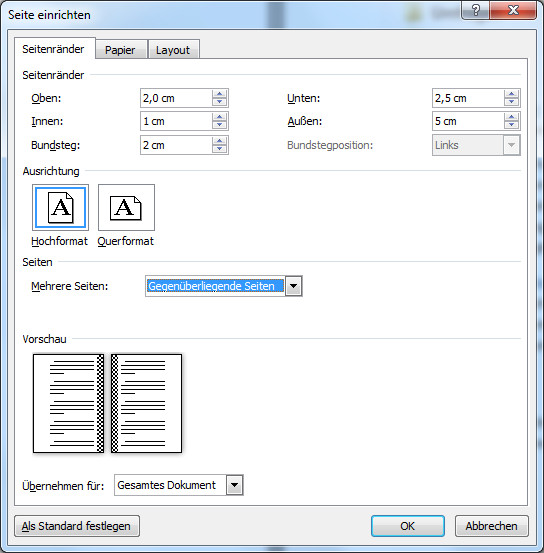 Seite einrichten
Seitenränder Papier Layout
Seitenränder
Oben: 2,0 cm Unten: 2,5 cm
Innen: 1 cm Außen: 5 cm
Bundsteg: 2 cm Bundstegposition: Links
Ausrichtung
A A
Hochformat Querformat
Seiten
Mehrere Seiten: Gegenüberliegende Seiten
Vorschau
Übernehmen für: Gesamtes Dokument
Als Standard festlegen OK Abbrechen